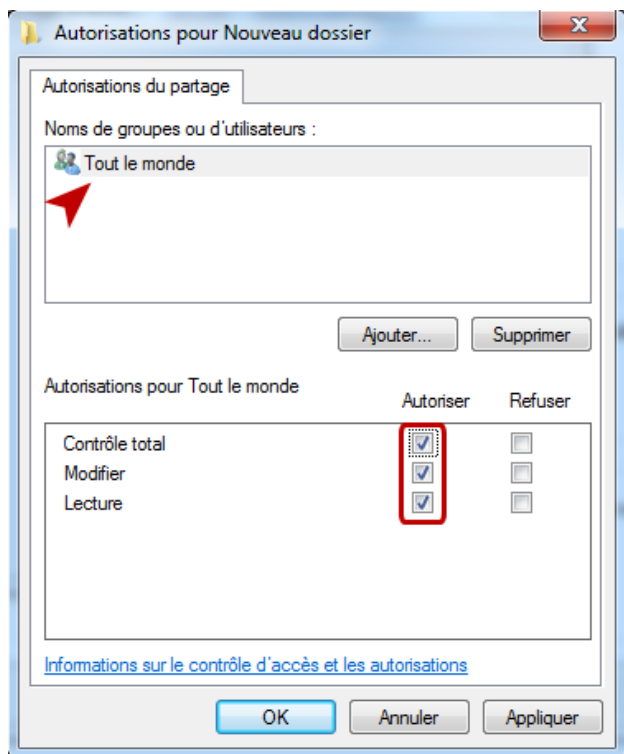 Autorisations pour Nouveau dossier
Autorisations du partage
Noms de groupes ou d'utilisateurs :
Tout le monde
Ajouter... Supprimer
Autorisations pour Tout le monde Autoriser Refuser
Contrôle total
Modifier
Lecture
Informations sur le contrôle d'accès et les autorisations
OK Annuler Appliquer